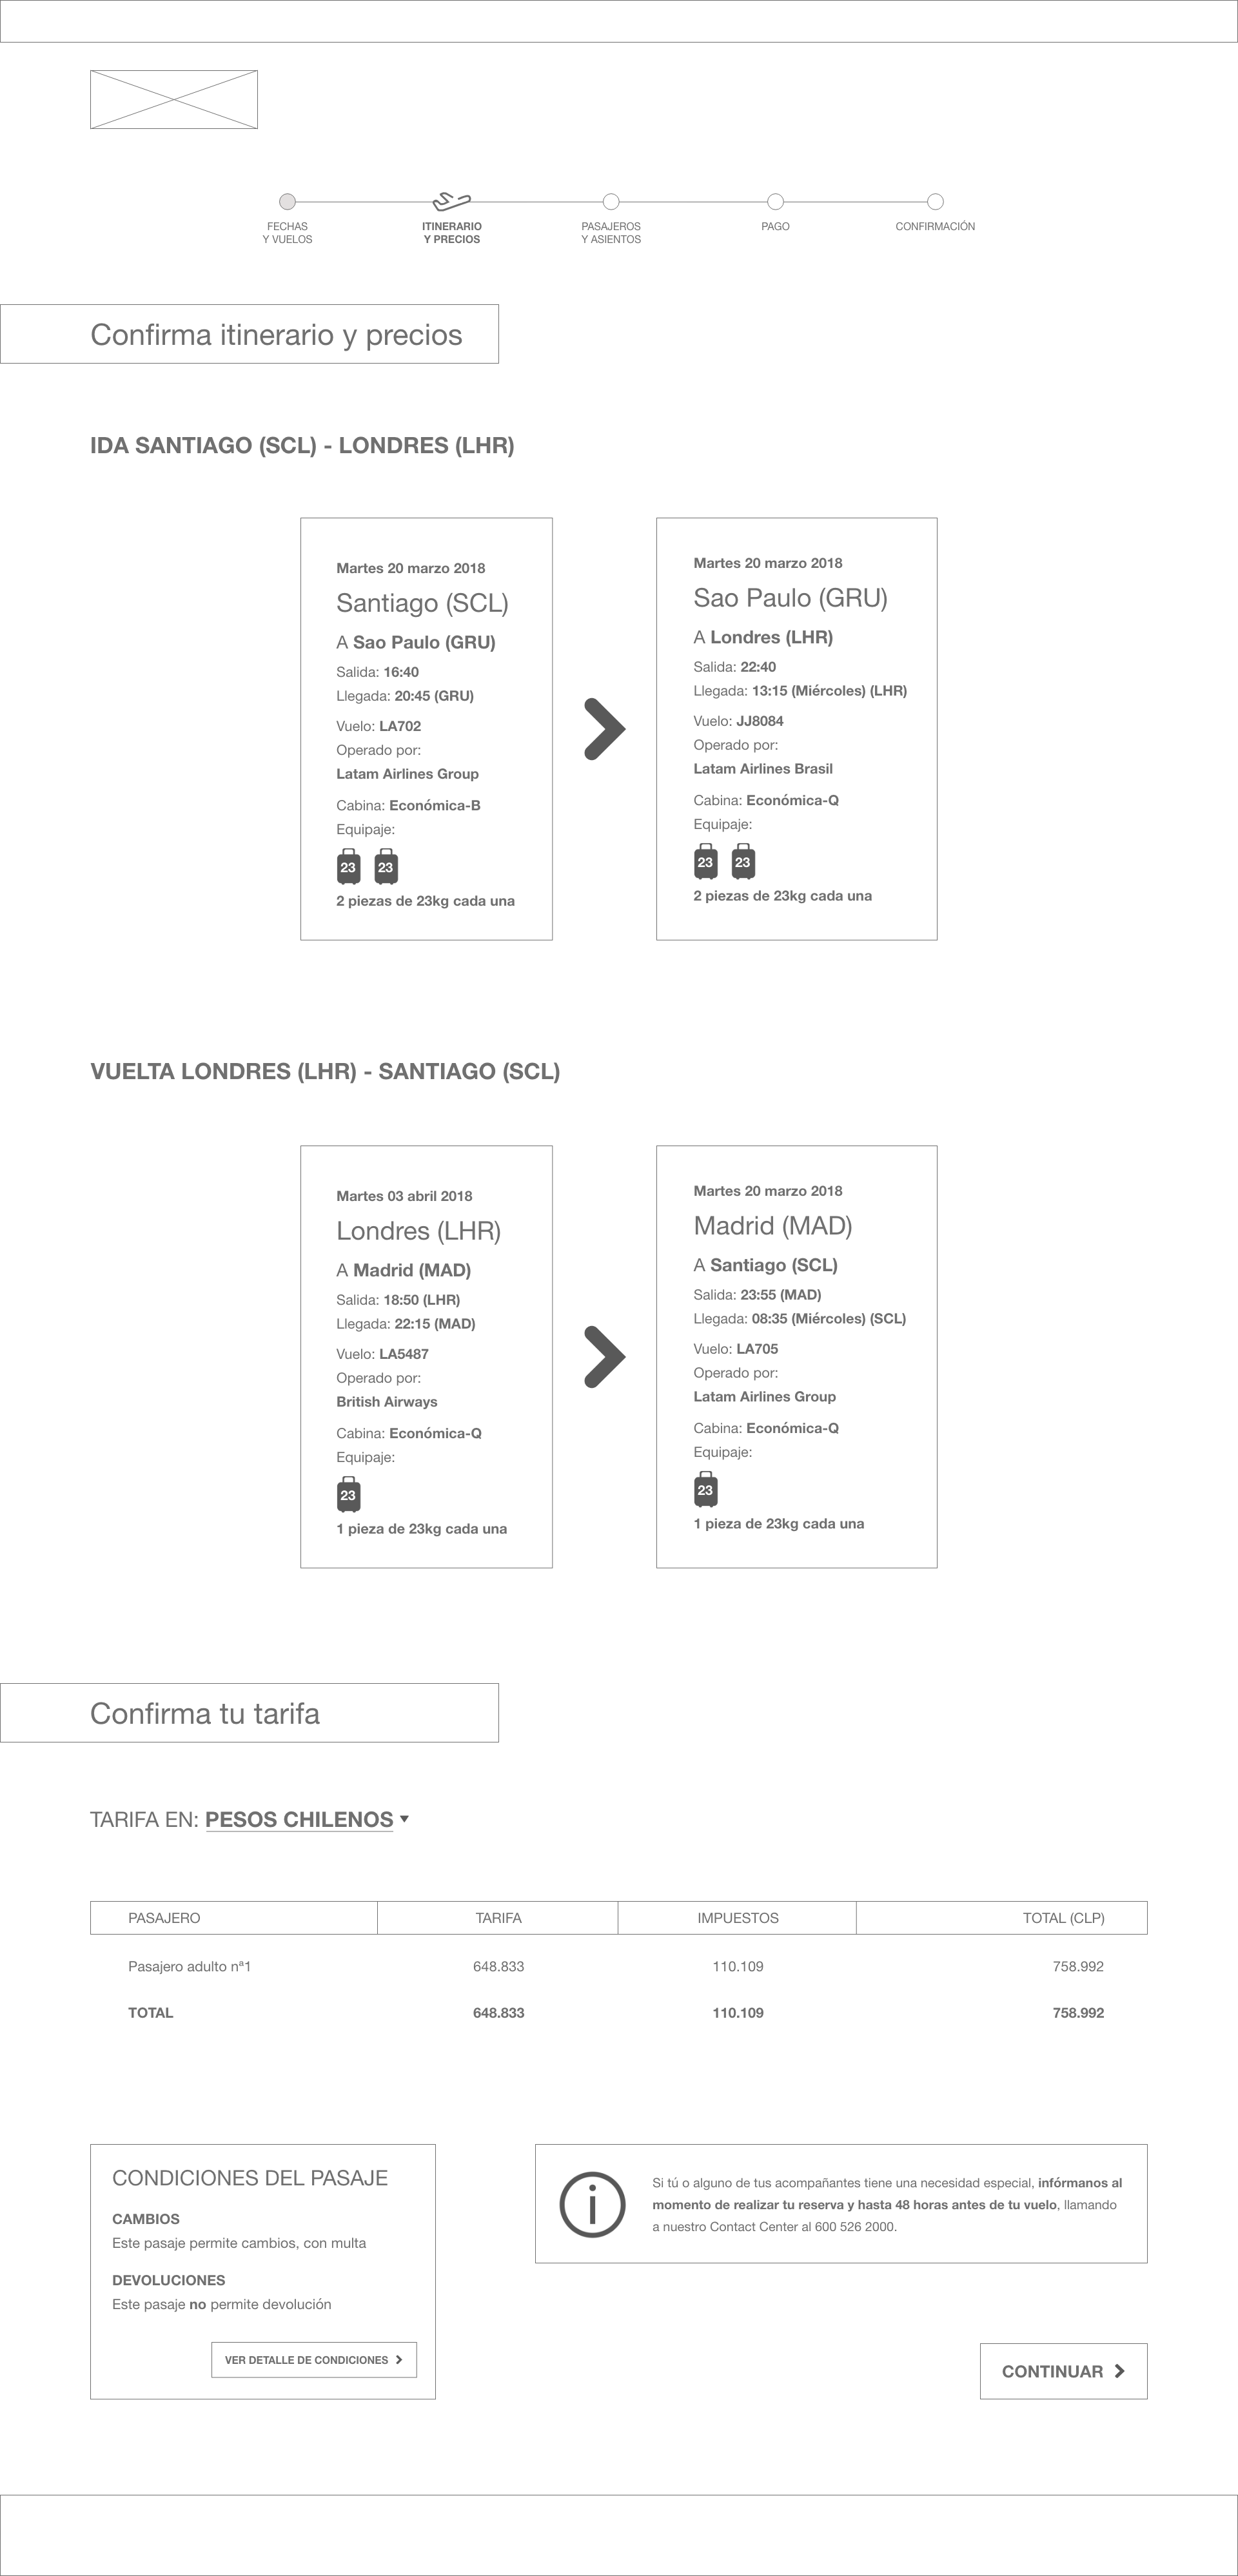 FECHAS
Y VUELOS
ITINERARIO
Y PRECIOS
PASAJEROS
Y ASIENTOS
PAGO
CONFIRMACIÓN
Confirma itinerario y precios
IDA SANTIAGO (SCL) - LONDRES (LHR)
Martes 20 marzo 2018
Santiago (SCL)
A Sao Paulo (GRU)
Salida: 16:40
Llegada: 20:45 (GRU)
Vuelo: LA702
Operado por:
Latam Airlines Group
Cabina: Económica-B
Equipaje:
23 23
2 piezas de 23kg cada una
Martes 20 marzo 2018
Sao Paulo (GRU)
A Londres (LHR)
Salida: 22:40
Llegada: 13:15 (Miércoles) (LHR)
Vuelo: JJ8084
Operado por:
Latam Airlines Brasil
Cabina: Económica-Q
Equipaje:
23 23
2 piezas de 23kg cada una
VUELTA LONDRES (LHR) - SANTIAGO (SCL)
Martes 03 abril 2018
Londres (LHR)
A Madrid (MAD)
Salida: 18:50 (LHR)
Llegada: 22:15 (MAD)
Vuelo: LA5487
Operado por:
British Airways
Cabina: Económica-Q
Equipaje:
23
1 pieza de 23kg cada una
Martes 20 marzo 2018
Madrid (MAD)
A Santiago (SCL)
Salida: 23:55 (MAD)
Llegada: 08:35 (Miércoles) (SCL)
Vuelo: LA705
Operado por:
Latam Airlines Group
Cabina: Económica-Q
Equipaje:
23
1 pieza de 23kg cada una
Confirma tu tarifa
TARIFA EN: PESOS CHILENOS
PASAJERO TARIFA IMPUESTOS TOTAL (CLP)
Pasajero adulto nª1 648.833 110.109 758.992
TOTAL 648.833 110.109 758.992
CONDICIONES DEL PASAJE
CAMBIOS
Este pasaje permite cambios, con multa
DEVOLUCIONES
Este pasaje no permite devolución
VER DETALLE DE CONDICIONES
Si tú o alguno de tus acompañantes tiene una necesidad especial, infórmanos al
momento de realizar tu reserva y hasta 48 horas antes de tu vuelo, llamando
a nuestro Contact Center al 600 526 2000.
CONTINUAR